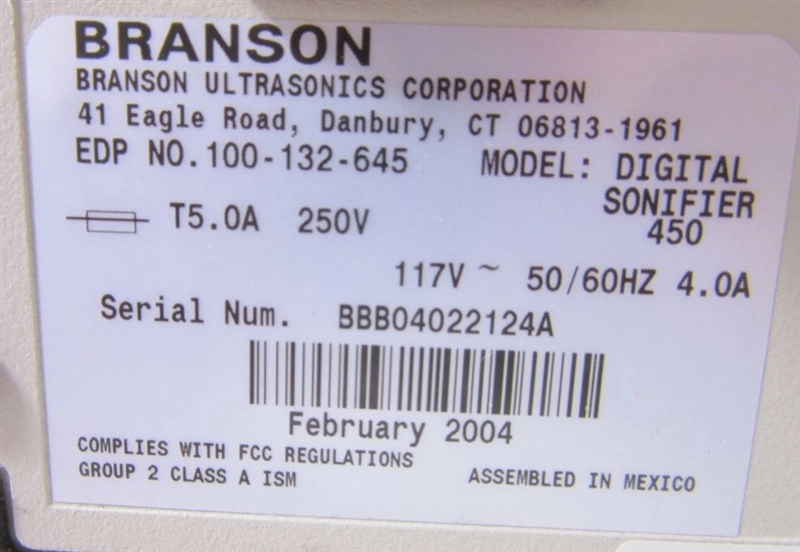 BRANSON
BRANSON ULTRASONICS CORPORATION
41 Eagle Road, Danbury, CT 06813-1961
EDP NO.100-132-645 MODEL: DIGITAL
SONIFIER
450
T5.0A 250V
117V ~ 50/60HZ 4.0A
Serial Num. BBB04022124A
February 2004
COMPLIES WITH FCC REGULATIONS
GROUP 2 CLASS A ISM
ASSEMBLED IN MEXICO